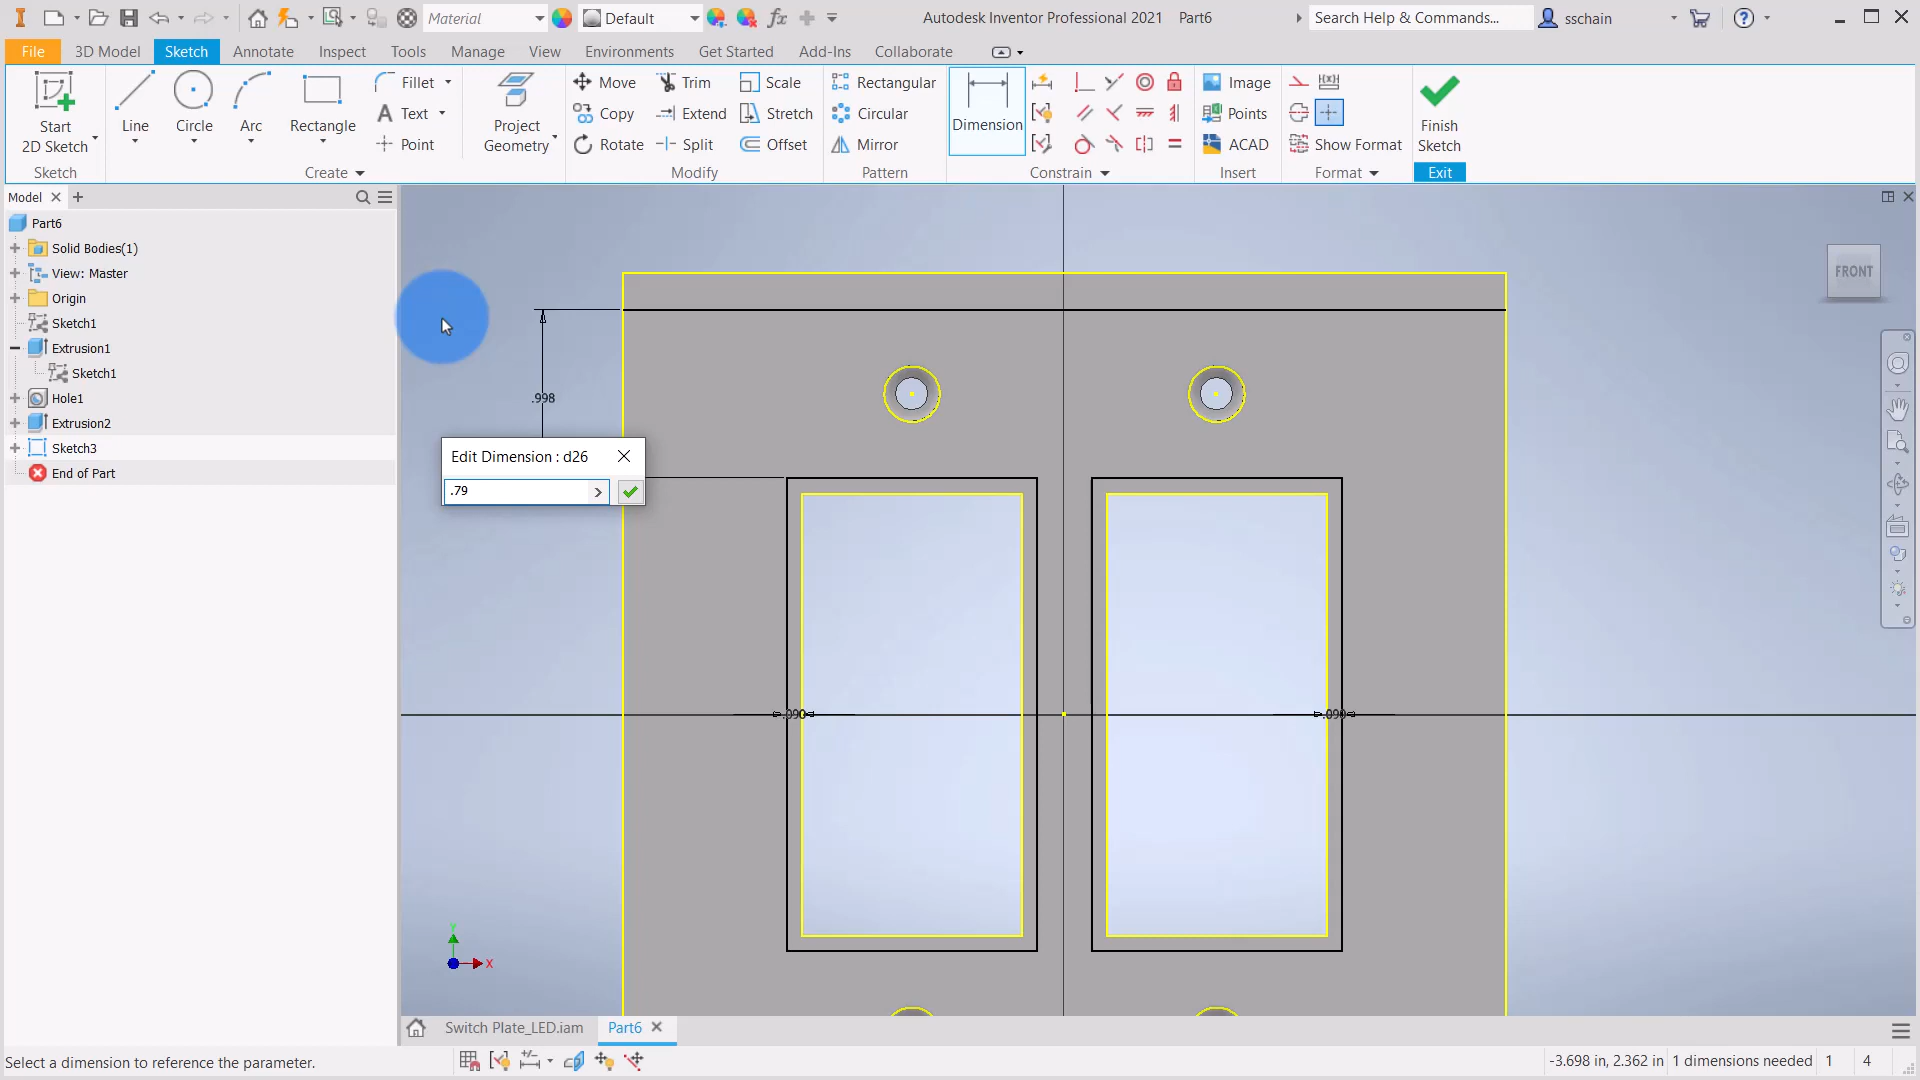 Material
Default
Autodesk Inventor Professional 2021 Part6
Search Help & Commands...
sschain
File 3D Model Sketch Annotate Inspect Tools Manage View Environments Get Started Add-Ins Collaborate
Start
2D Sketch
Line
Circle
Arc
Rectangle
Fillet
Text
Point
Project
Geometry
Move
Copy
Rotate
Trim
Extend
Split
Scale
Stretch
Offset
Rectangular
Circular
Mirror
Dimension
Image
Points
ACAD
Show Format
Finish
Sketch
Sketch Create Modify Pattern Constrain Insert Format Exit
Model
Part6
Solid Bodies(1)
View: Master
Origin
Sketch1
Extrusion1
Sketch1
Hole1
Extrusion2
Sketch3
End of Part
FRONT
.998
Edit Dimension : d26
.79
.090
.090
Y
X
Switch Plate_LED.iam Part6
Select a dimension to reference the parameter.
-3.698 in, 2.362 in 1 dimensions needed 1 4